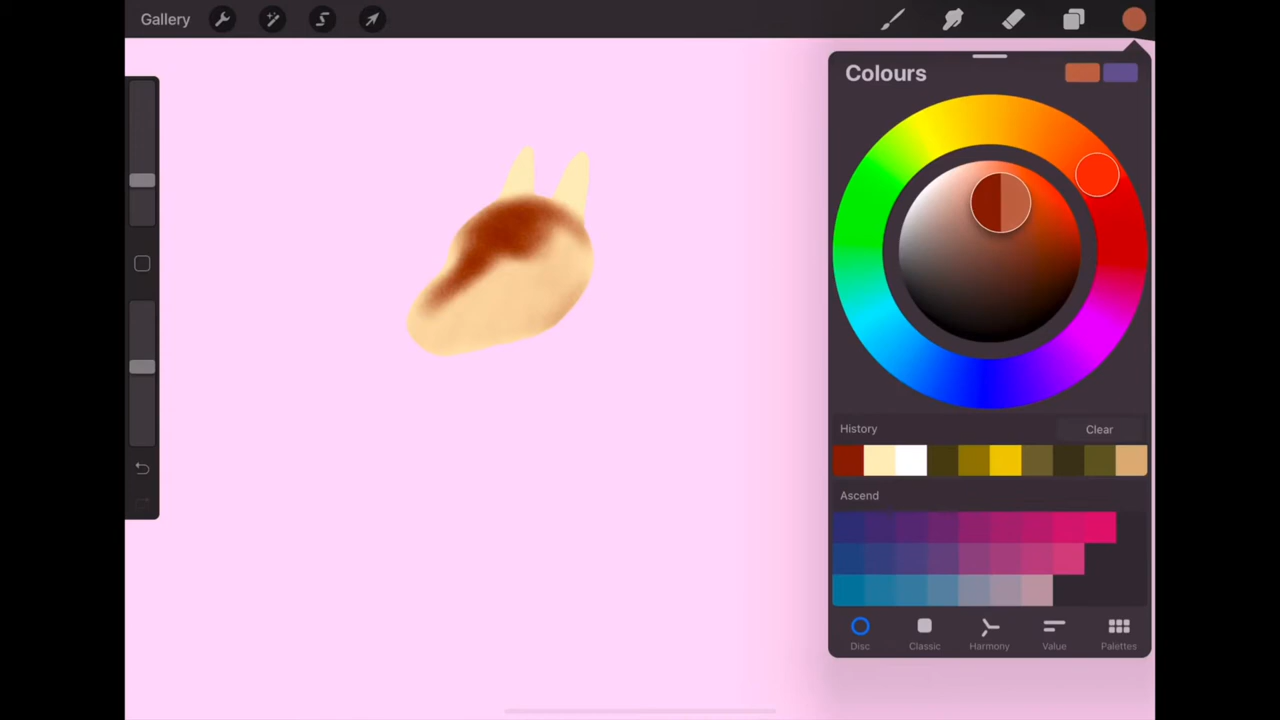 Gallery
Colours
History
Clear
Ascend
Disc
Classic
Harmony
Value
Palettes